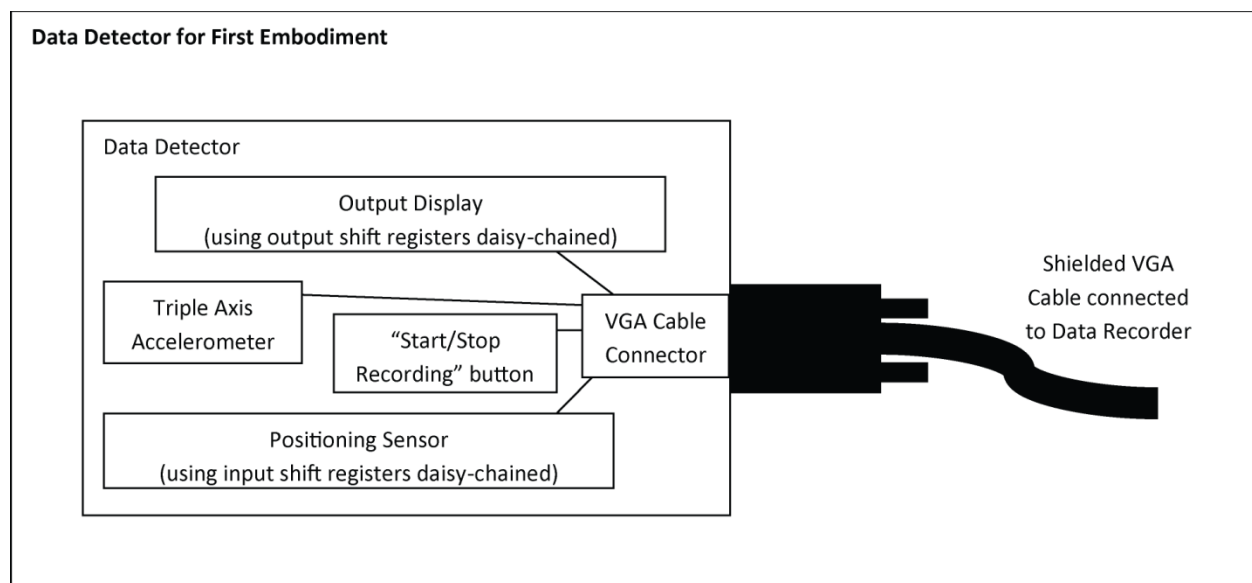 Data Detector for First Embodiment
Data Detector
Output Display
(using output shift registers daisy-chained)
Triple Axis
Accelerometer
“Start/Stop
Recording” button
VGA Cable
Connector
Positioning Sensor
(using input shift registers daisy-chained)
Shielded VGA
Cable connected
to Data Recorder